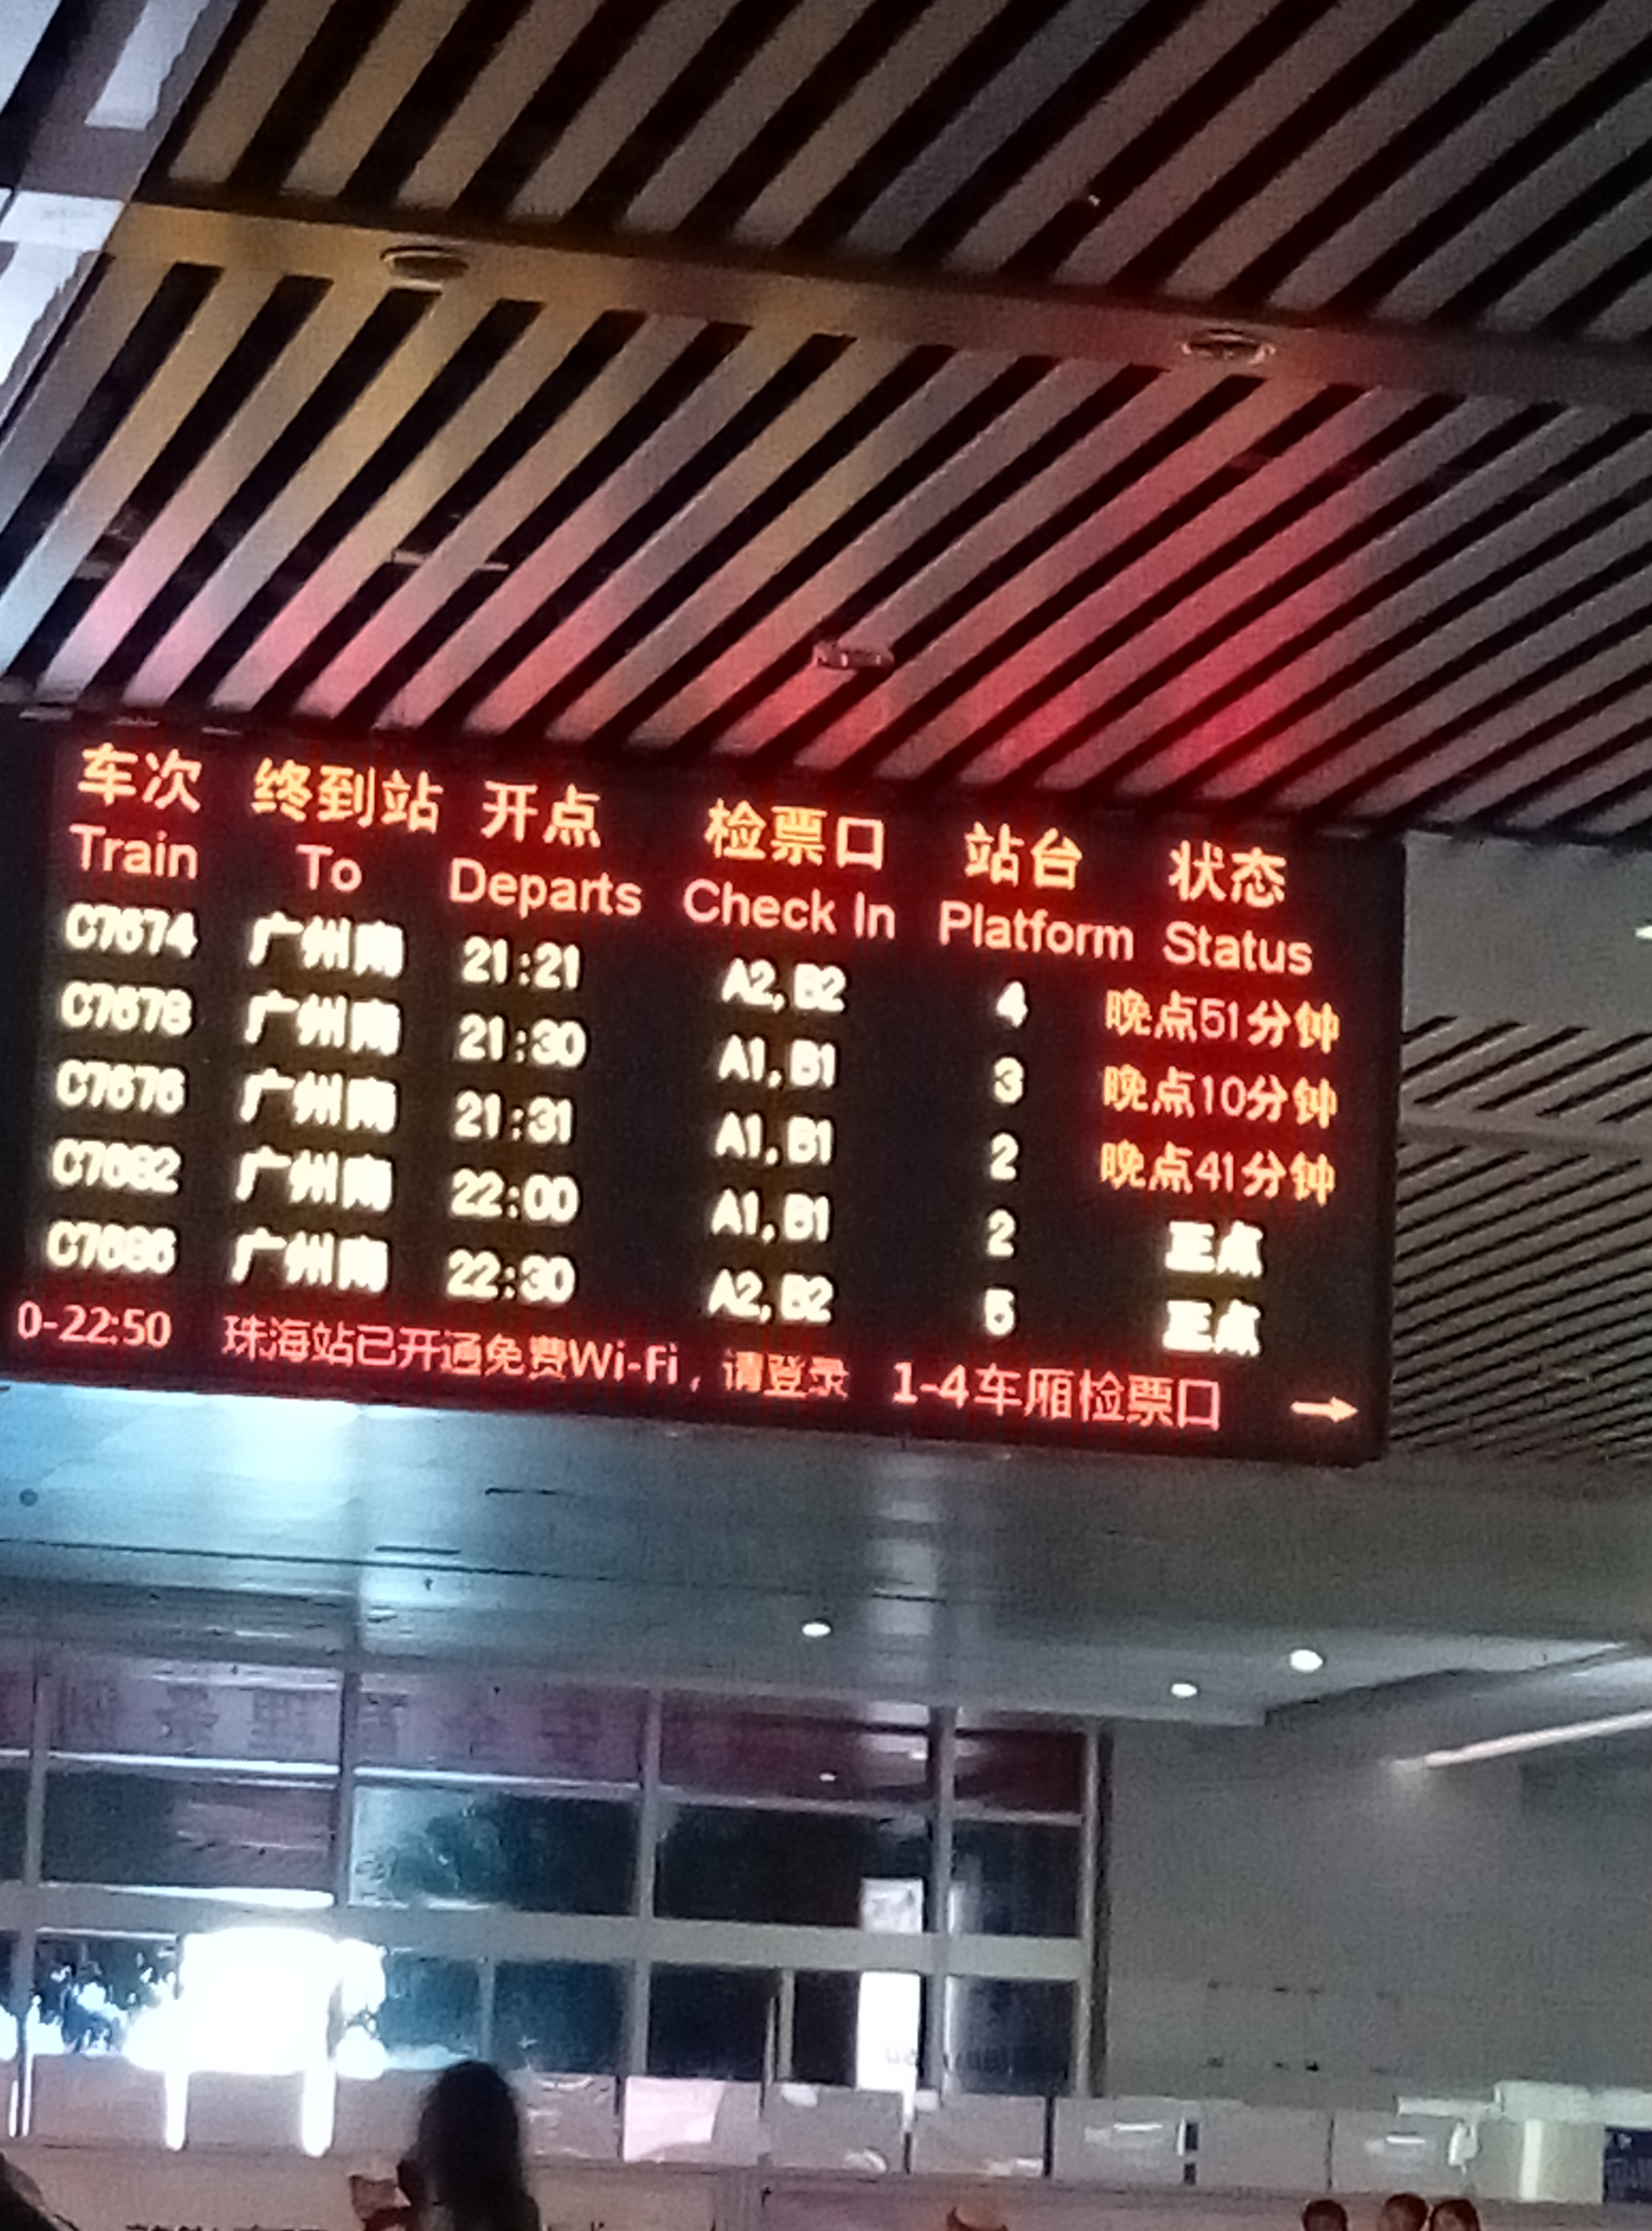 车次 终到站 开点 检票口 站台 状态
Train To Departs Check In Platform Status
C7674 广州南 21:21 A2,B2 4 晚点51分钟
C7678 广州南 21:30 A1,B1 3 晚点10分钟
C7676 广州南 21:31 A1,B1 2 晚点41分钟
C7682 广州南 22:00 A1,B1 2 正点
广州南 22:30 A2,B2 5 正点
0-22:50 珠海站已开通免费Wi-Fi，请登录 1-4车厢检票口 →